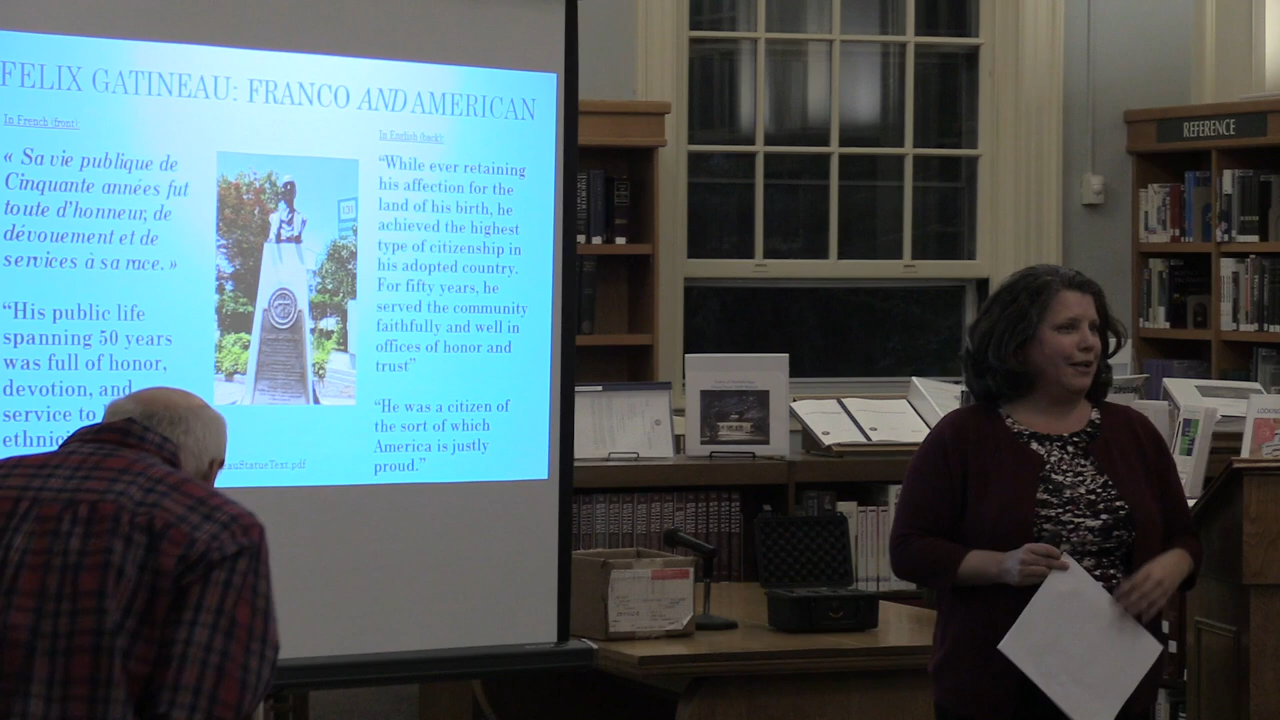 FELIX GATINEAU: FRANCO AND AMERICAN
In French (front):
« Sa vie publique de
Cinquante années fut
toute d'honneur, de
dévouement et de
services à sa race. »
“His public life
spanning 50 years
was full of honor,
devotion, and
service to
In English (back):
“While ever retaining
his affection for the
land of his birth, he
achieved the highest
type of citizenship in
his adopted country.
For fifty years, he
served the community
faithfully and well in
offices of honor and
trust”
“He was a citizen of
the sort of which
America is justly
proud.”
eauStatueText.pdf
131
REFERENCE